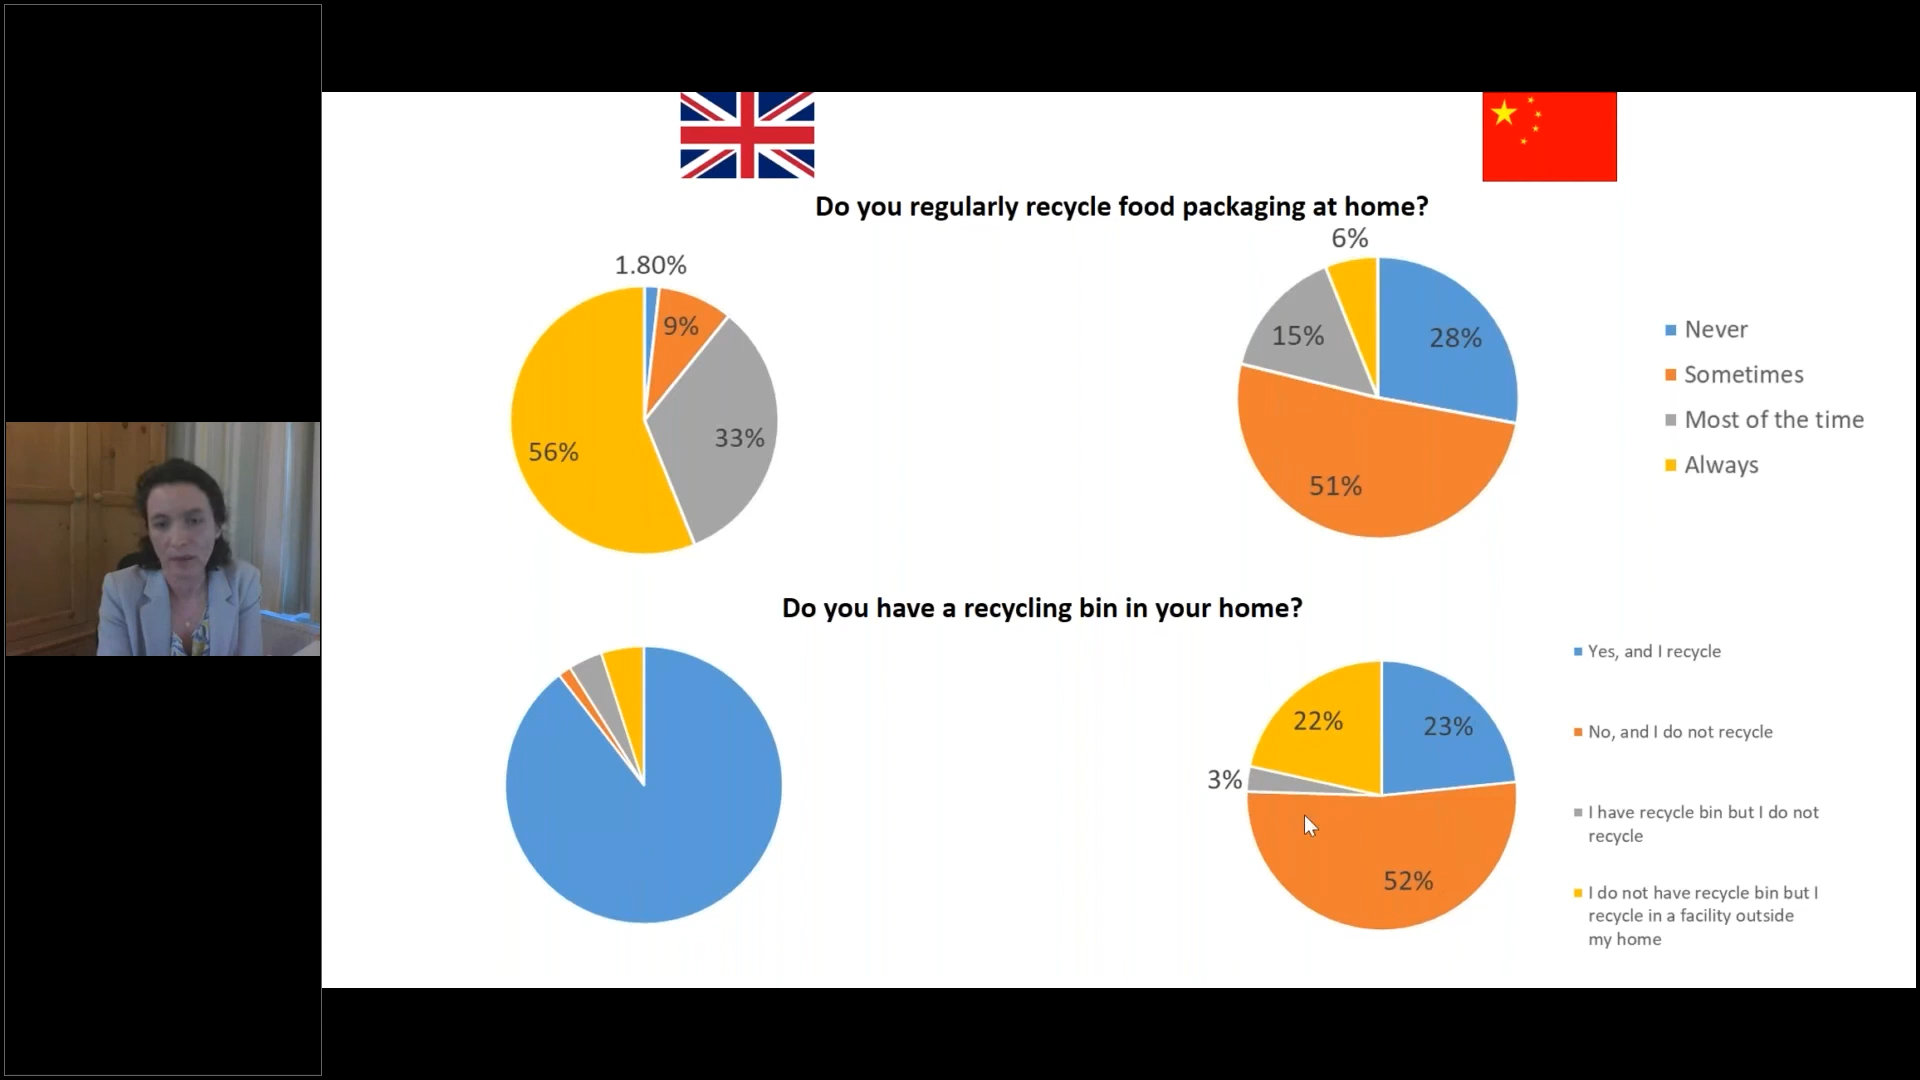 Do you regularly recycle food packaging at home?
1.80%
9%
33%
56%
6%
28%
15%
51%
Never
Sometimes
Most of the time
Always
Do you have a recycling bin in your home?
22%
23%
3%
52%
Yes, and I recycle
No, and I do not recycle
I have recycle bin but I do not
recycle
I do not have recycle bin but I
recycle in a facility outside
my home